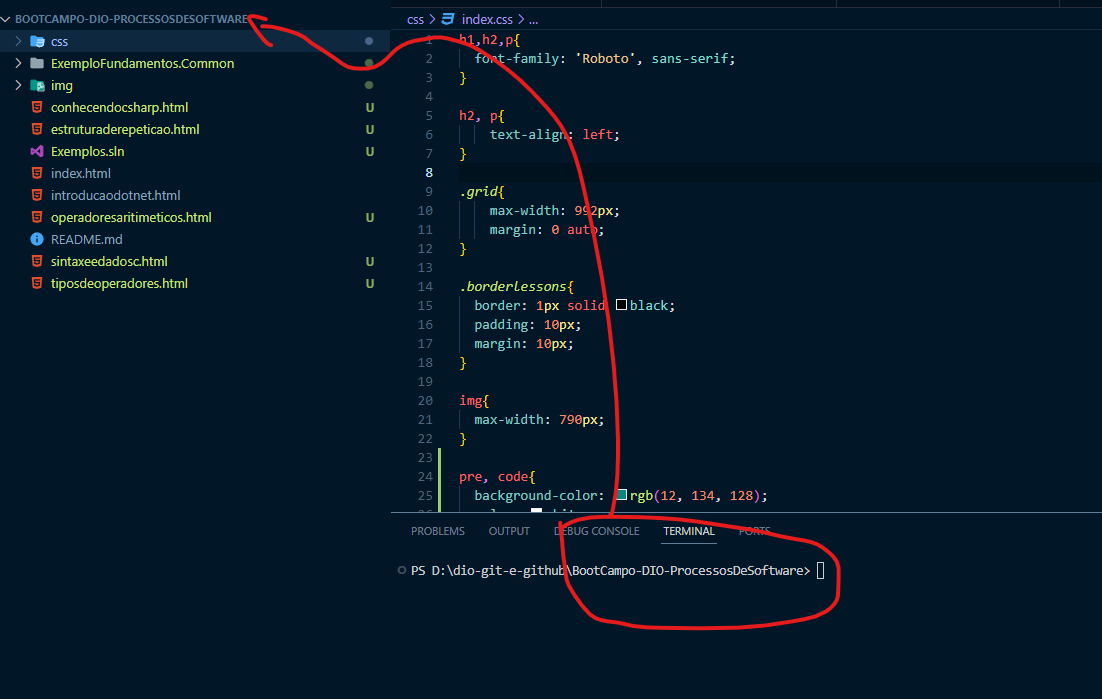 BOOTCAMPO-DIO-PROCESSOSDESOFTWARE
css
ExemploFundamentos.Common
img
conhecendocsharp.html U
estruturaderepeticao.html U
Exemplos.sln U
index.html
introducaodotnet.html
operadoresaritimeticos.html U
README.md
sintaxeedadosc.html U
tiposdeoperadores.html U
css > index.css > ...
1 h1,h2,p{
2 font-family: 'Roboto', sans-serif;
3 }
4
5 h2, p{
6 text-align: left;
7 }
8
9 .grid{
10 max-width: 992px;
11 margin: 0 auto;
12 }
13
14 .borderlessons{
15 border: 1px solid black;
16 padding: 10px;
17 margin: 10px;
18 }
19
20 img{
21 max-width: 790px;
22 }
23
24 pre, code{
25 background-color: rgb(12, 134, 128);
PROBLEMS OUTPUT DEBUG CONSOLE TERMINAL PORTS
PS D:\dio-git-e-github\BootCampo-DIO-ProcessosDeSoftware>